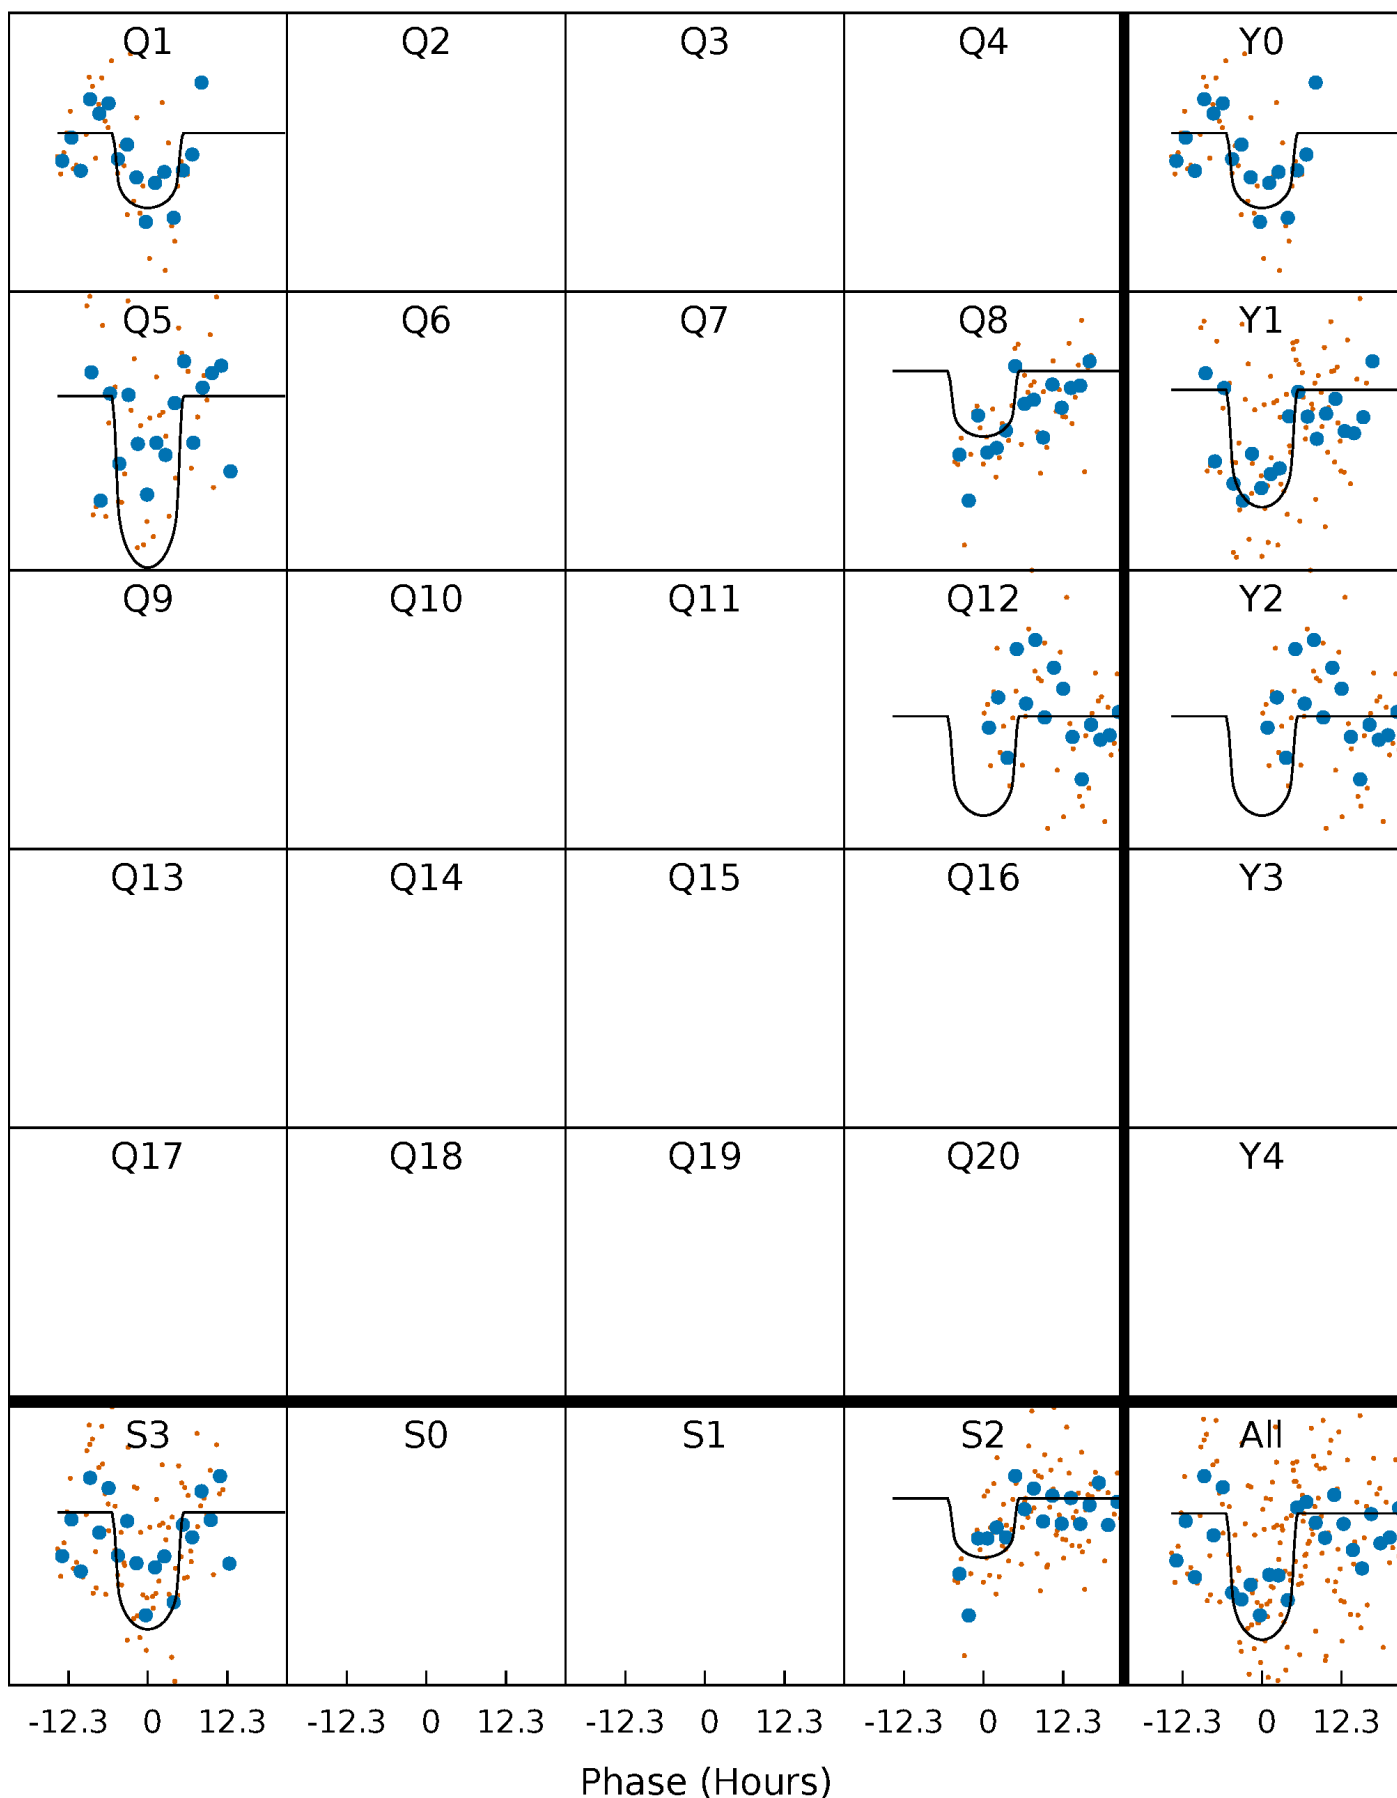 Q1 Q2 Q3 Q4 Y0
Q5 Q6 Q7 Q8 Y1
Q9 Q10 Q11 Q12 Y2
Q13 Q14 Q15 Q16 Y3
Q17 Q18 Q19 Q20 Y4
S3 S0 S1 S2 All
-12.3 0 12.3 -12.3 0 12.3 -12.3 0 12.3 -12.3 0 12.3 -12.3 0 12.3
Phase (Hours)